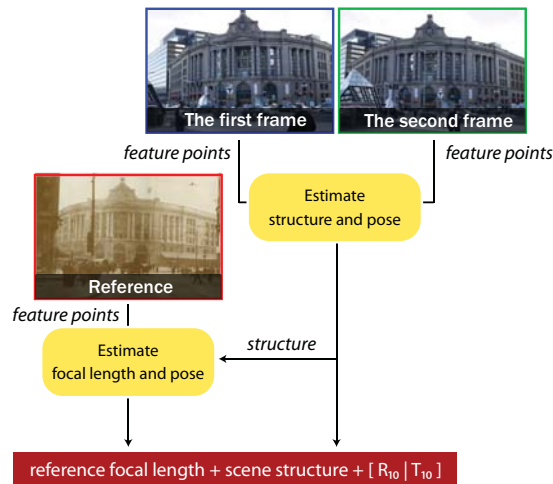 The first frame
The second frame
feature points
feature points
Estimate
structure and pose
Reference
feature points
structure
Estimate
focal length and pose
reference focal length + scene structure + [ R10 | T10 ]